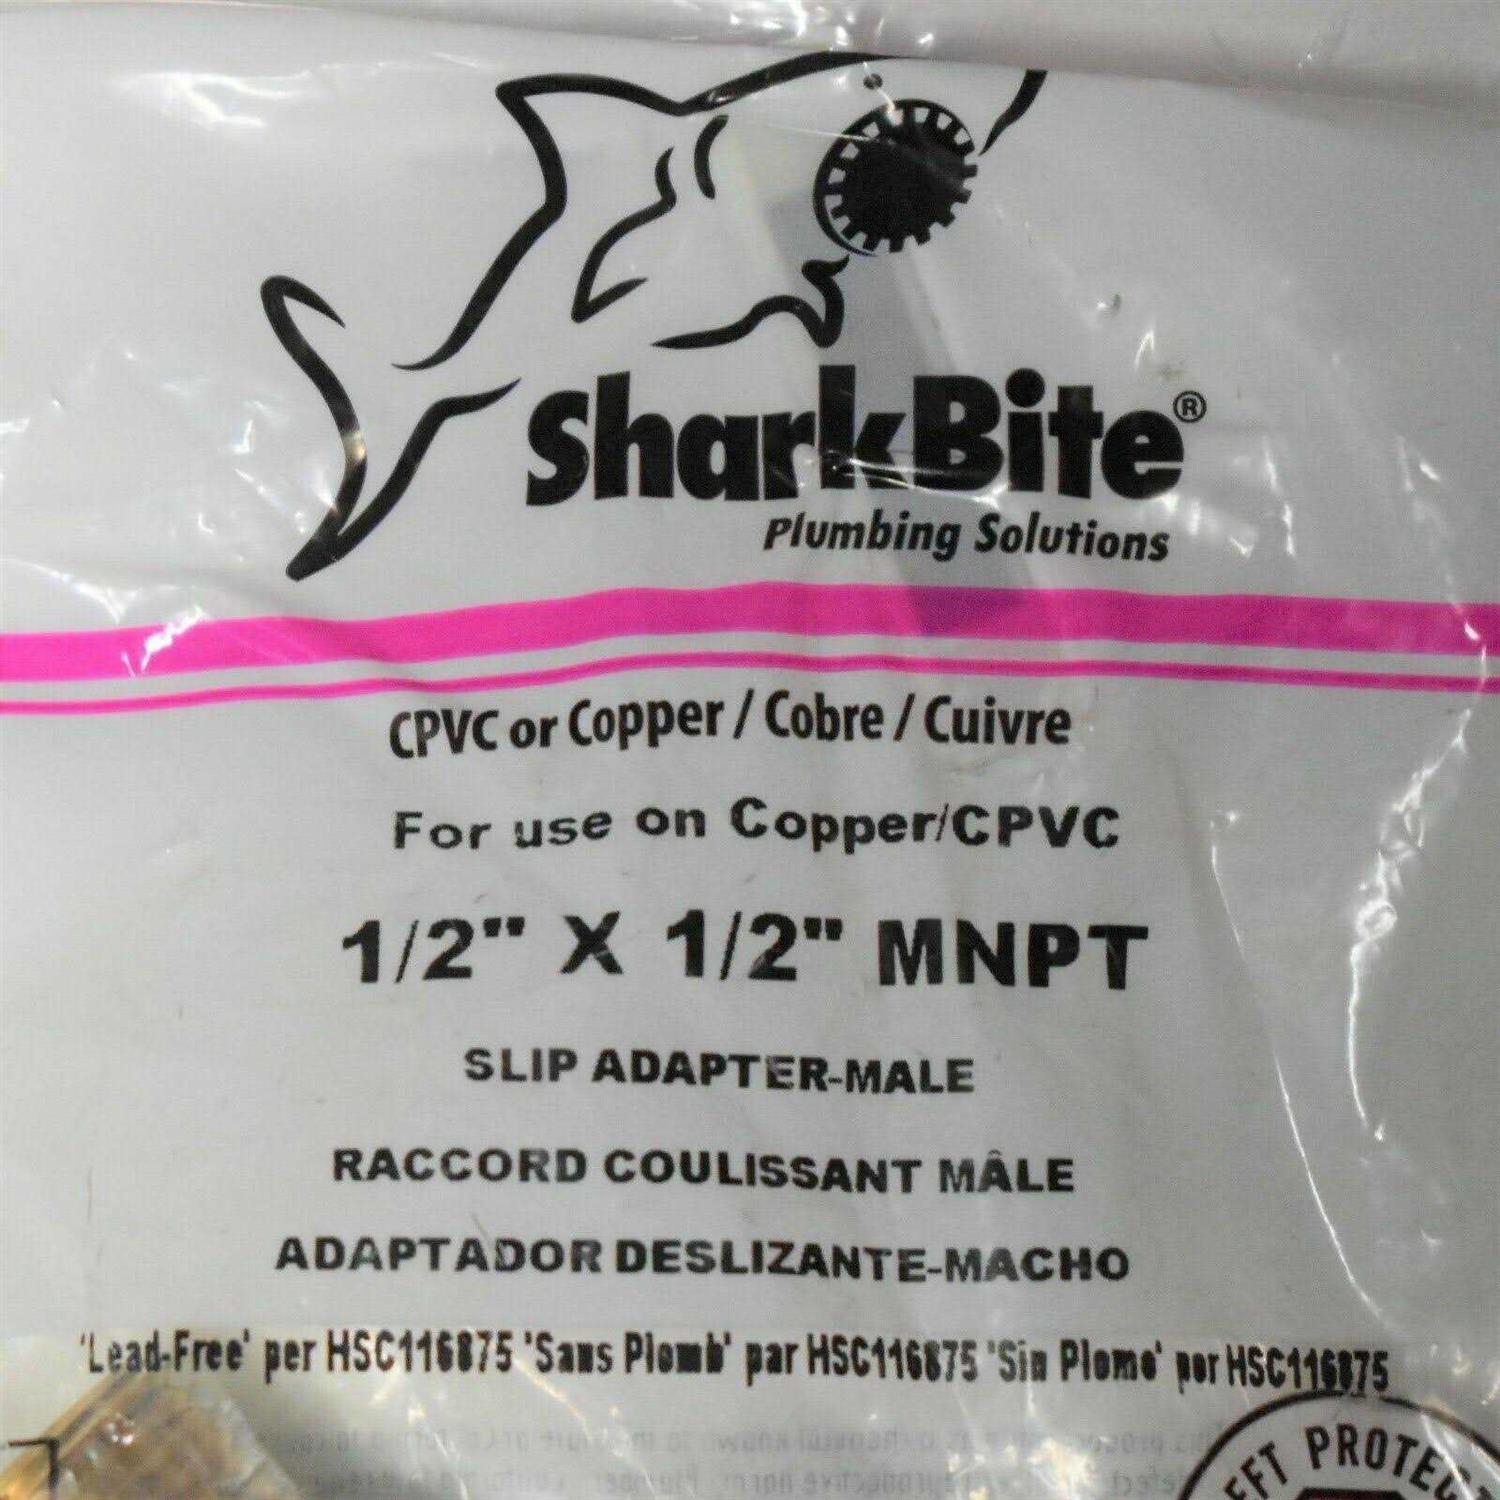 SharkBite®
Plumbing Solutions
CPVC or Copper / Cobre / Cuivre
For use on Copper/CPVC
1/2" X 1/2" MNPT
SLIP ADAPTER-MALE
RACCORD COULISSANT MÂLE
ADAPTADOR DESLIZANTE-MACHO
'Lead-Free' per HSC116875 'Sans Plomb' par HSC116875 'Sin Plomo' por HSC116875